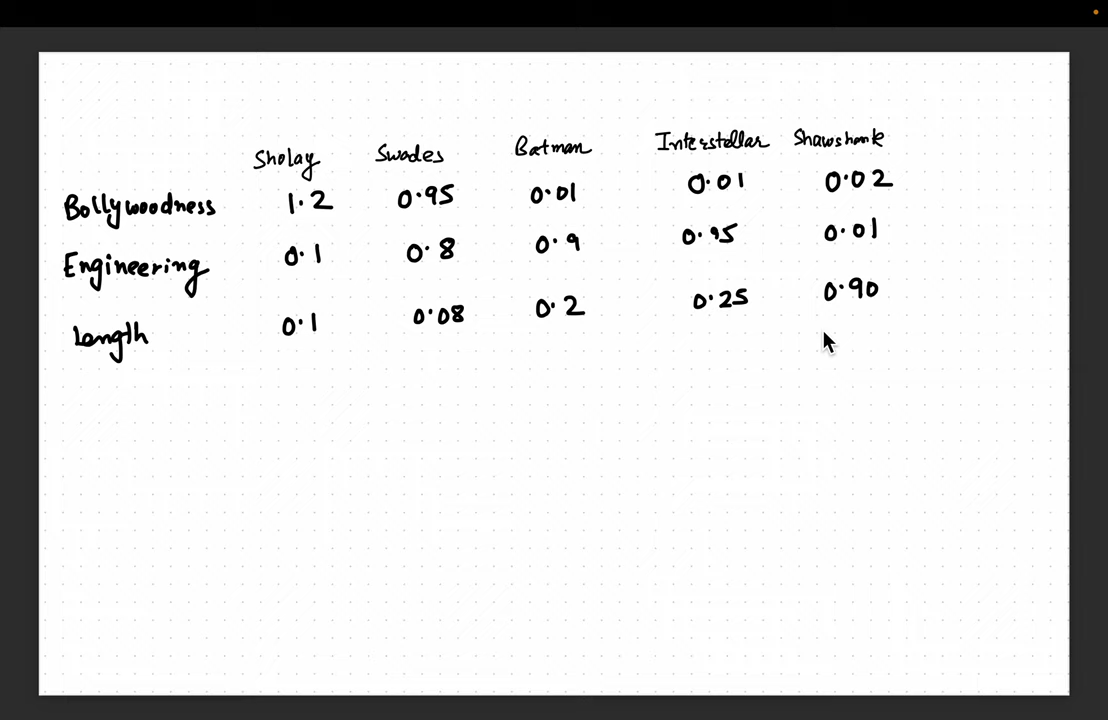 Sholay Swades Batman Interstellar Shawshank
Bollywoodness 1.2 0.95 0.01 0.01 0.02
Engineering 0.1 0.8 0.9 0.95 0.01
Length 0.1 0.08 0.2 0.25 0.90